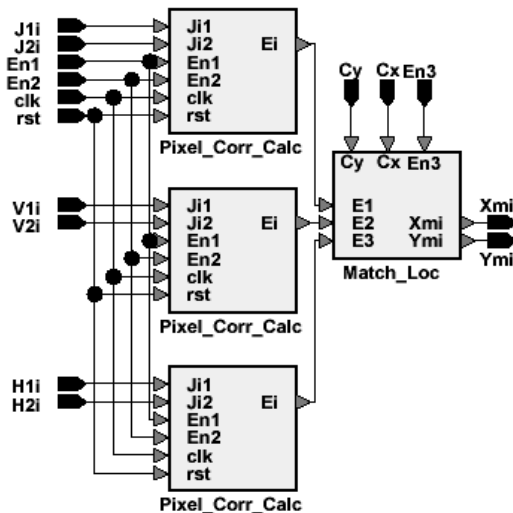 J1i
J2i
En1
En2
clk
rst
Ji1
Ji2
En1
En2
clk
rst
Ei
Pixel_Corr_Calc
Cy Cx En3
Cy Cx En3
E1
E2
E3
Xmi
Ymi
Xmi
Ymi
Match_Loc
V1i
V2i
Ji1
Ji2
En1
En2
clk
rst
Ei
Pixel_Corr_Calc
H1i
H2i
Ji1
Ji2
En1
En2
clk
rst
Ei
Pixel_Corr_Calc